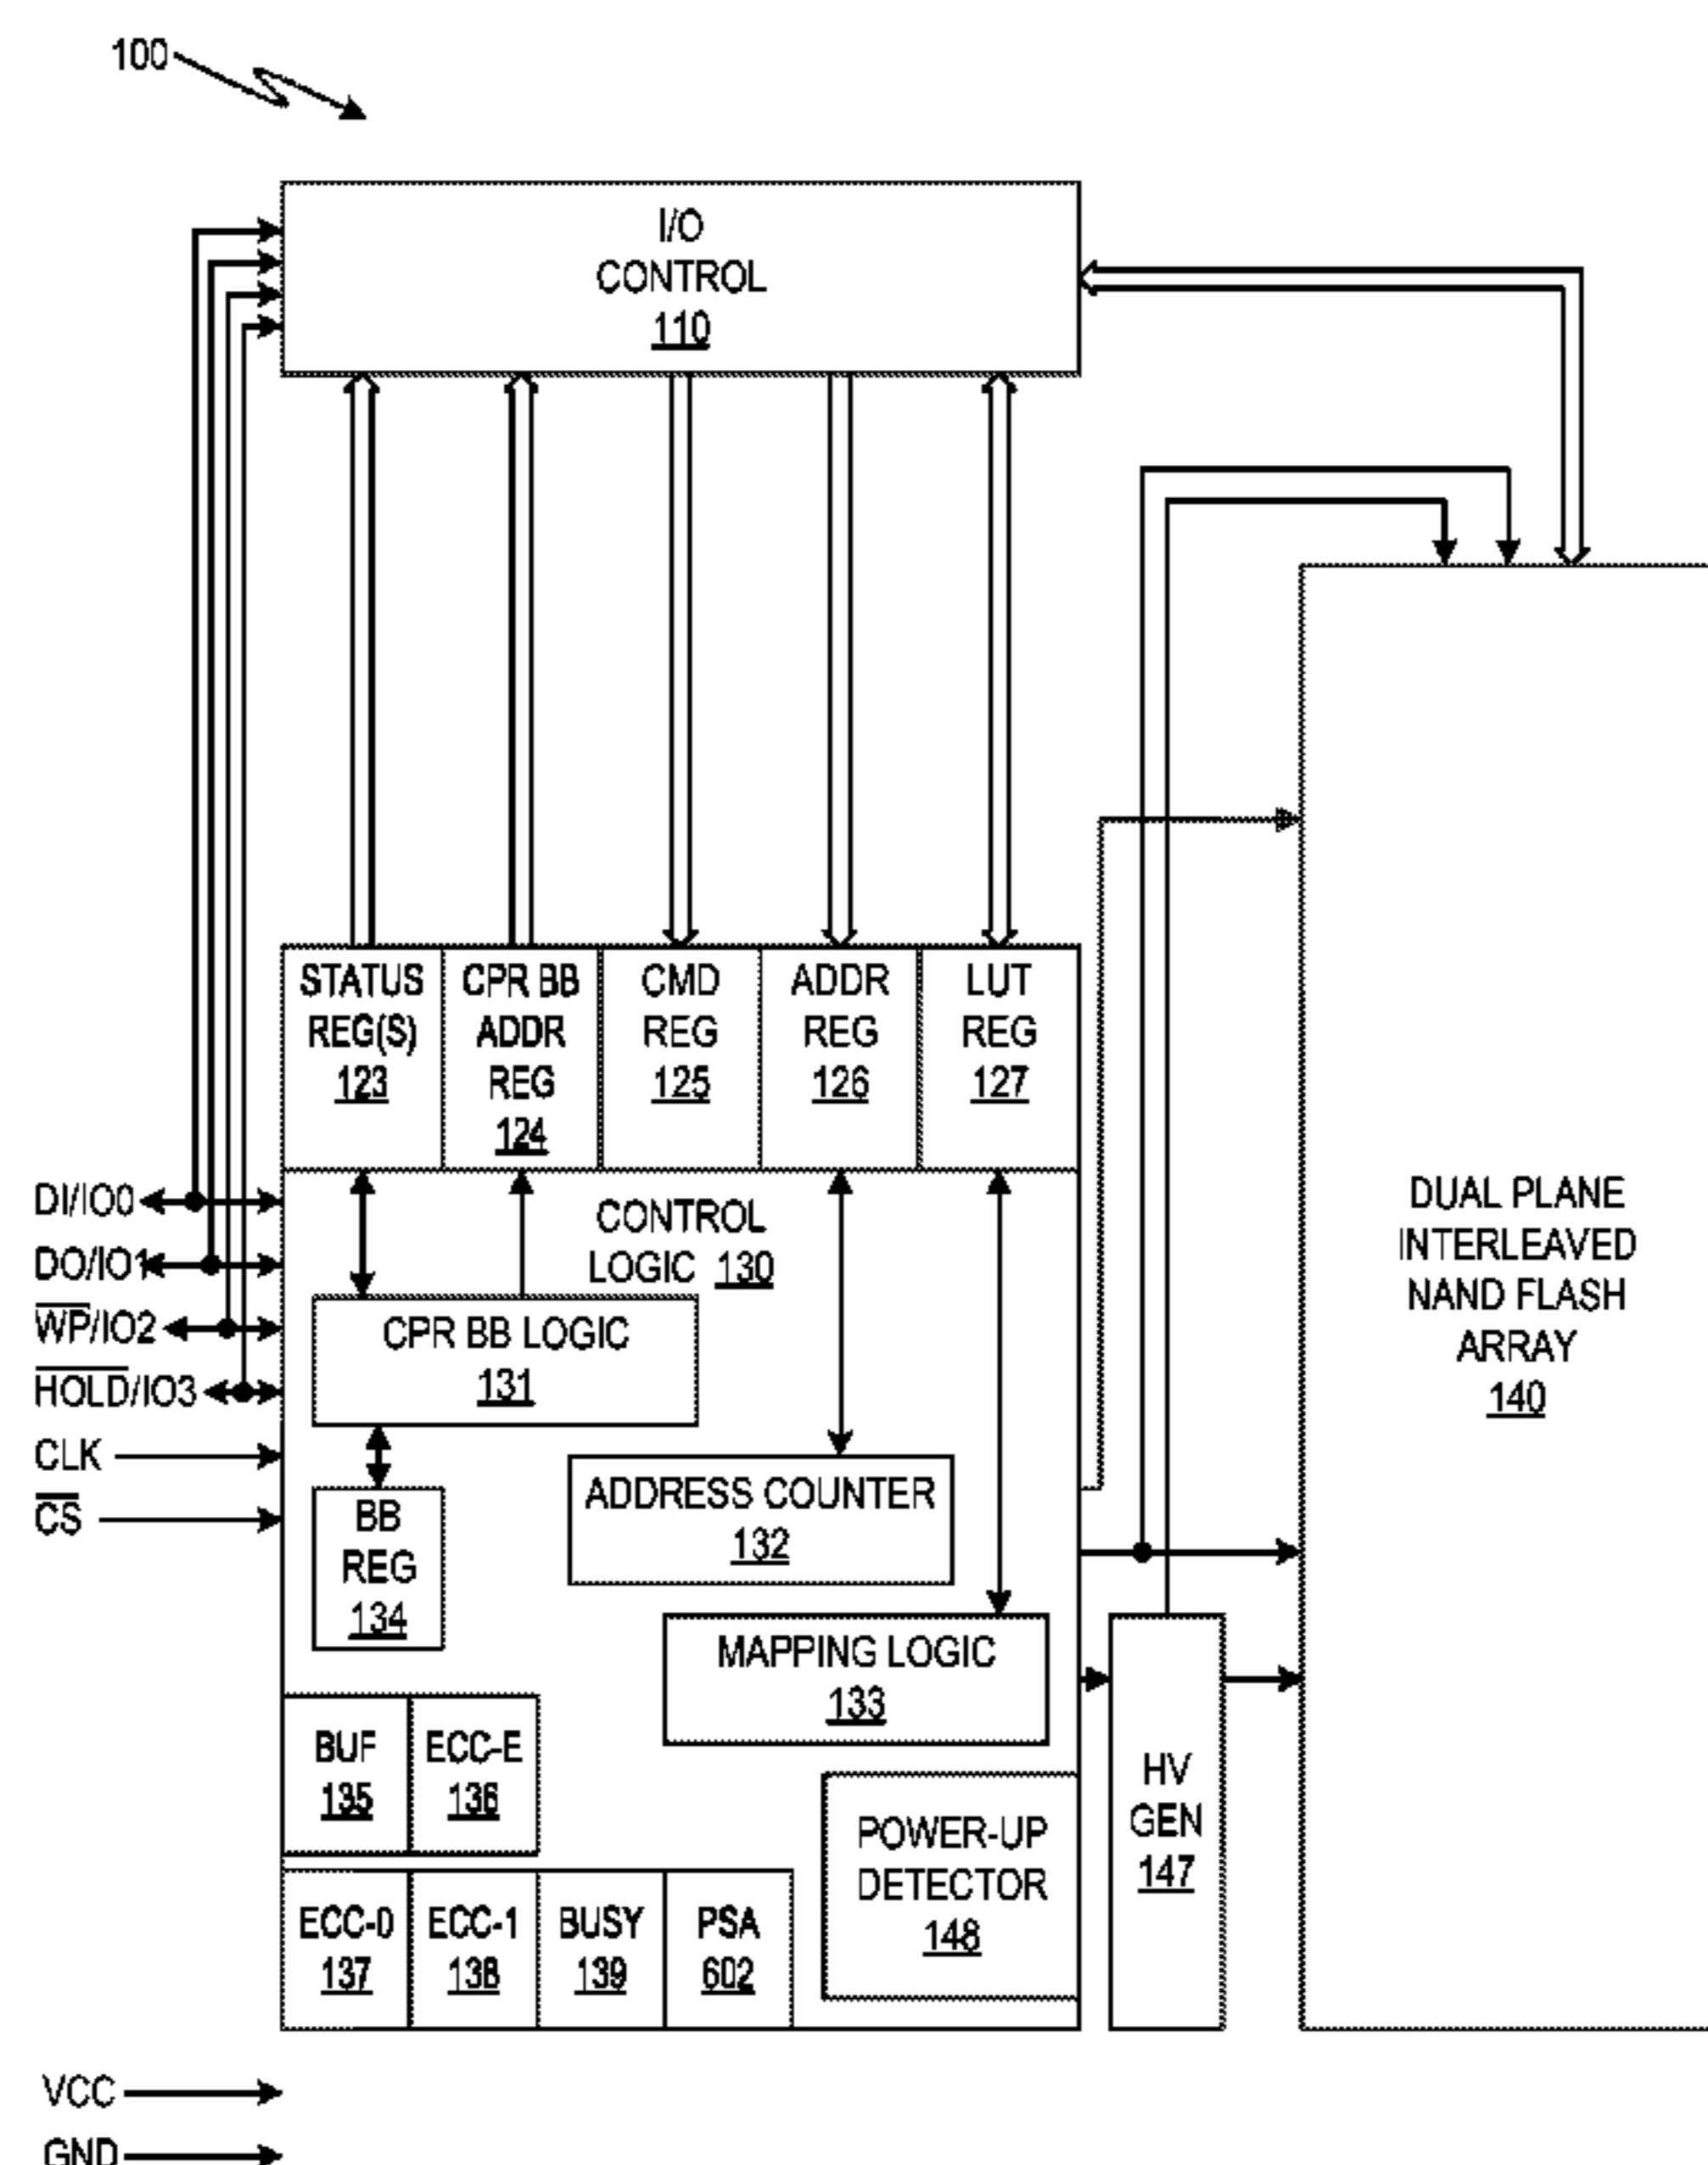 100
I/O
CONTROL
110
STATUS
REG(S)
123
CPR BB
ADDR
REG
124
CMD
REG
125
ADDR
REG
126
LUT
REG
127
DI/IO0
DO/IO1
W̅P̅/IO2
H̅O̅L̅D̅/IO3
CLK
C̅S̅
CONTROL
LOGIC 130
CPR BB LOGIC
131
ADDRESS COUNTER
132
BB
REG
134
MAPPING LOGIC
133
BUF
135
ECC-E
136
POWER-UP
DETECTOR
148
ECC-0
137
ECC-1
138
BUSY
139
PSA
602
HV
GEN
147
DUAL PLANE
INTERLEAVED
NAND FLASH
ARRAY
140
VCC
GND